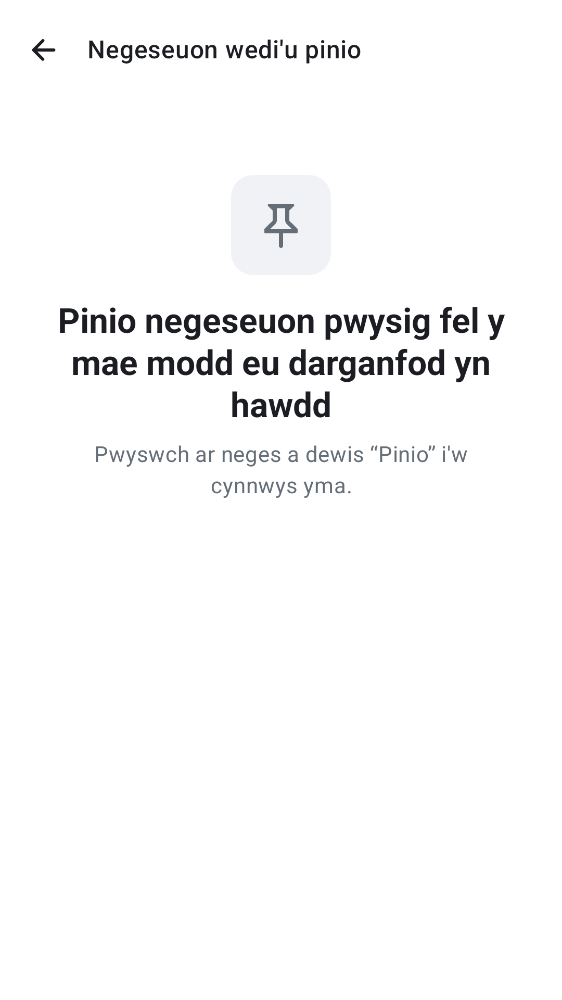 Negeseuon wedi'u pinio
Pinio negeseuon pwysig fel y
mae modd eu darganfod yn
hawdd
Pwyswch ar neges a dewis “Pinio” i'w
cynnwys yma.